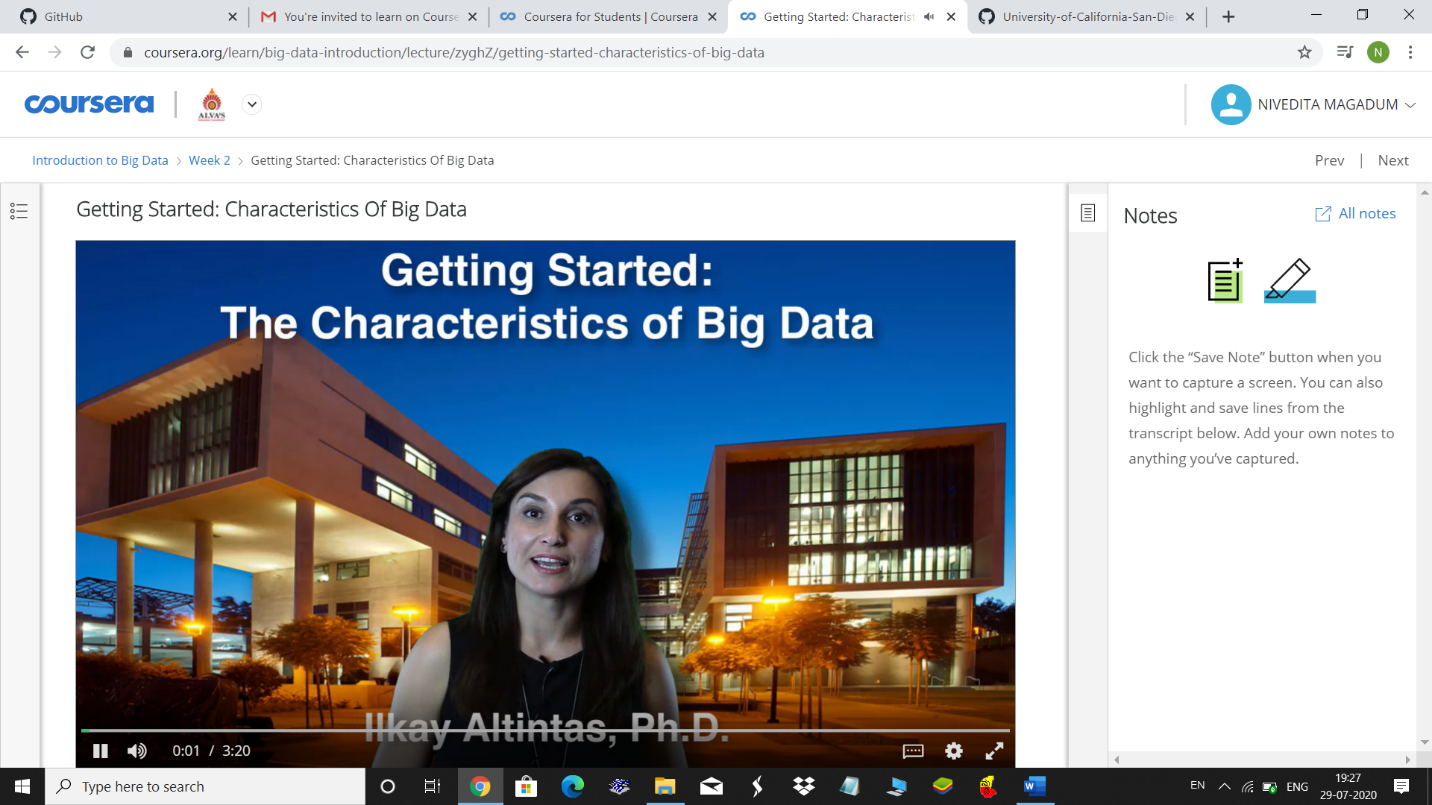 GitHub
You're invited to learn on Course
Coursera for Students | Coursera
Getting Started: Characterist
University-of-California-San-Die
coursera.org/learn/big-data-introduction/lecture/zyghZ/getting-started-characteristics-of-big-data
N
coursera
ALVA'S
NIVEDITA MAGADUM
Introduction to Big Data > Week 2 > Getting Started: Characteristics Of Big Data
Prev | Next
Getting Started: Characteristics Of Big Data
Getting Started:
The Characteristics of Big Data
Ilkay Altintas, Ph.D.
0:01 / 3:20
Notes
All notes
Click the “Save Note” button when you
want to capture a screen. You can also
highlight and save lines from the
transcript below. Add your own notes to
anything you’ve captured.
Type here to search
EN
ENG
19:27
29-07-2020